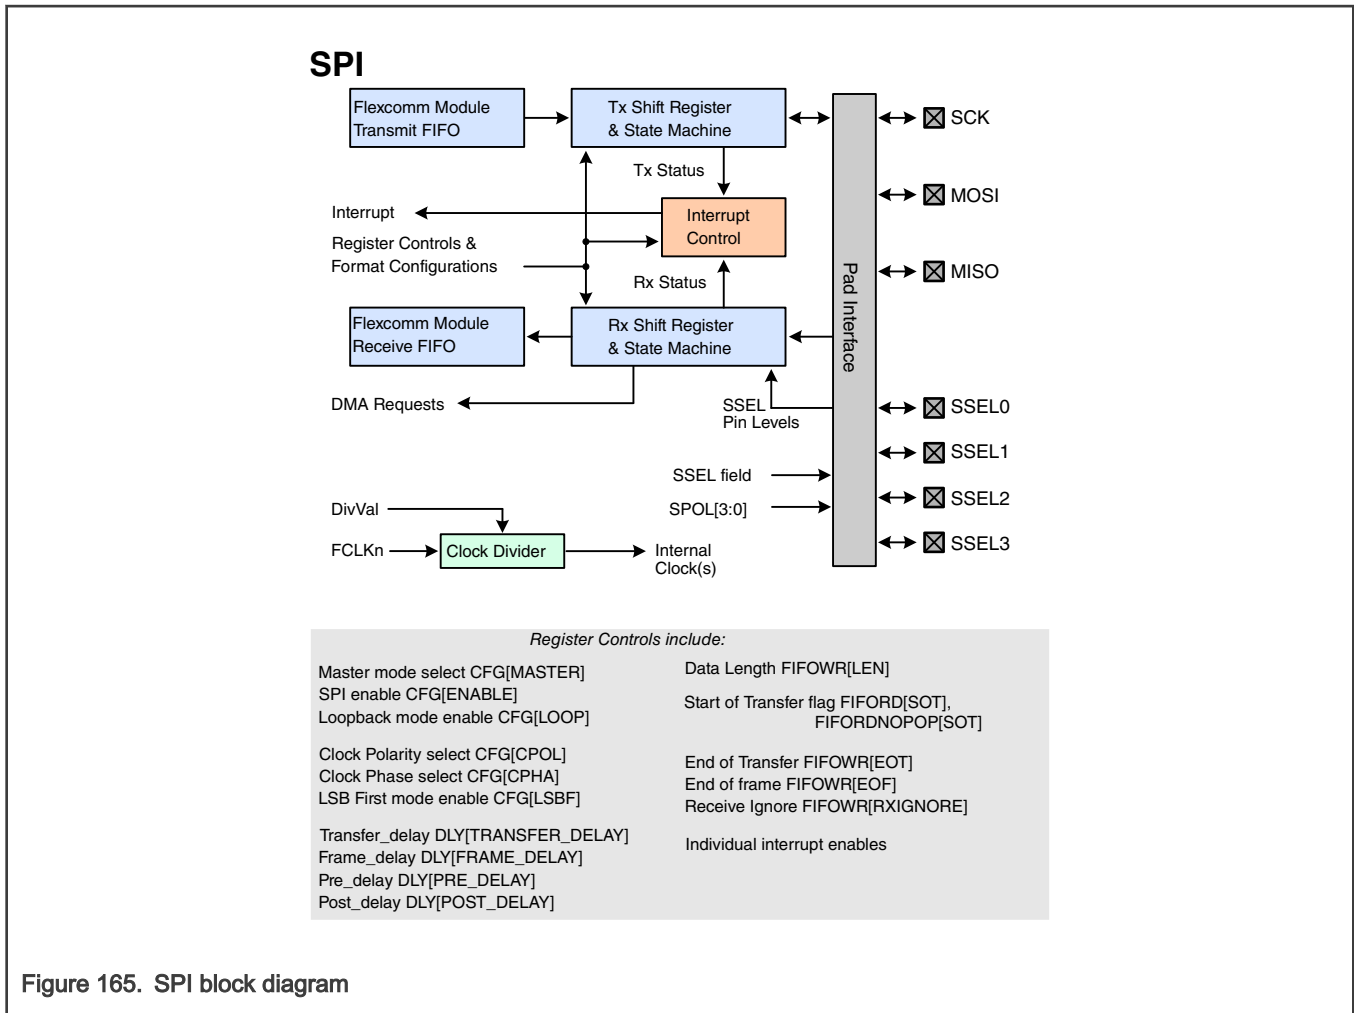 SPI
Flexcomm Module
Transmit FIFO
Tx Shift Register
& State Machine
SCK
Tx Status
MOSI
Interrupt
Interrupt
Control
Register Controls &
Format Configurations
Rx Status
MISO
Pad Interface
Flexcomm Module
Receive FIFO
Rx Shift Register
& State Machine
DMA Requests
SSEL
Pin Levels
SSEL0
SSEL1
SSEL field
SSEL2
DivVal
SPOL[3:0]
SSEL3
FCLKn
Clock Divider
Internal
Clock(s)
Register Controls include:
Master mode select CFG[MASTER]
SPI enable CFG[ENABLE]
Loopback mode enable CFG[LOOP]
Clock Polarity select CFG[CPOL]
Clock Phase select CFG[CPHA]
LSB First mode enable CFG[LSBF]
Transfer_delay DLY[TRANSFER_DELAY]
Frame_delay DLY[FRAME_DELAY]
Pre_delay DLY[PRE_DELAY]
Post_delay DLY[POST_DELAY]
Data Length FIFOWR[LEN]
Start of Transfer flag FIFORD[SOT],
FIFORDNOPOP[SOT]
End of Transfer FIFOWR[EOT]
End of frame FIFOWR[EOF]
Receive Ignore FIFOWR[RXIGNORE]
Individual interrupt enables
Figure 165. SPI block diagram